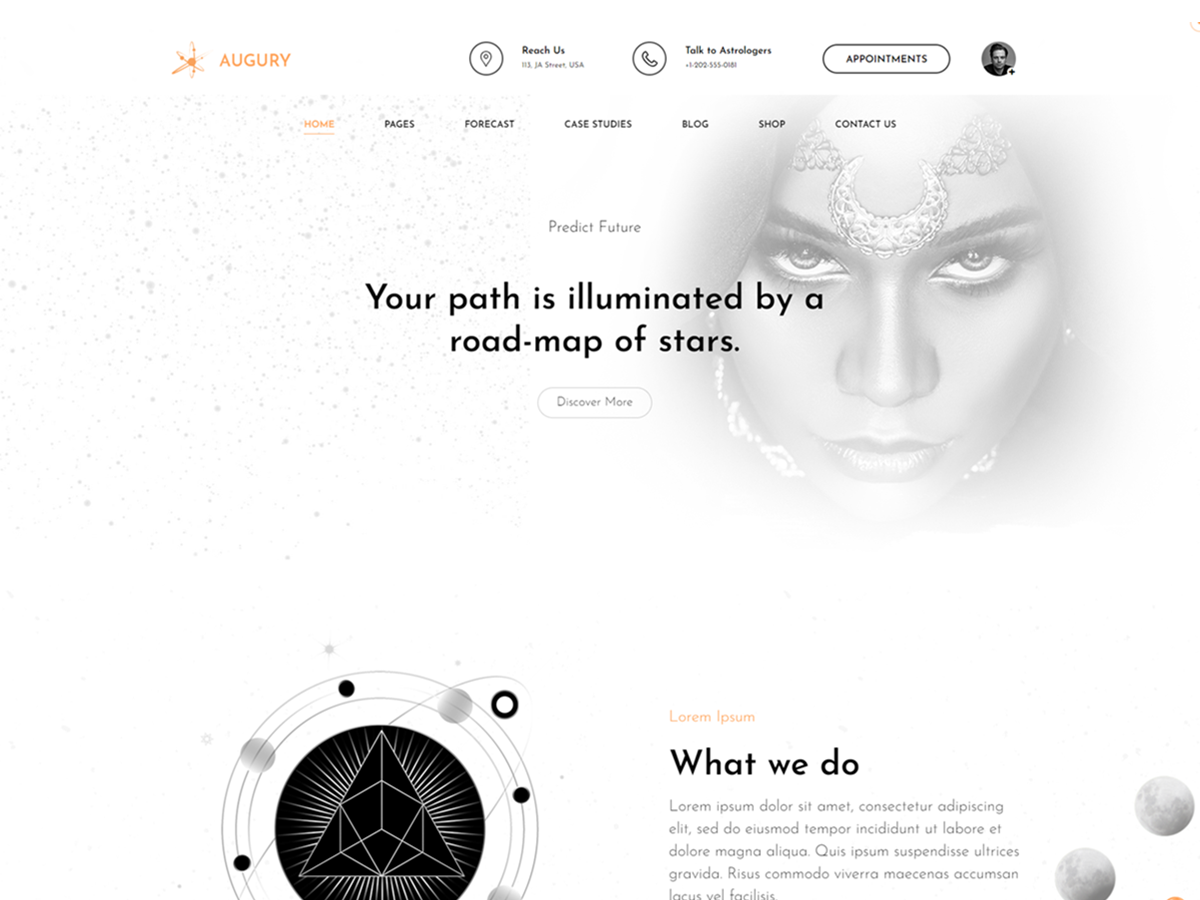 AUGURY
Reach Us
113, JA Street, USA
Talk to Astrologers
+1-202-555-0181
APPOINTMENTS
HOME
PAGES
FORECAST
CASE STUDIES
BLOG
SHOP
CONTACT US
Predict Future
Your path is illuminated by a
road-map of stars.
Discover More
Lorem Ipsum
What we do
Lorem ipsum dolor sit amet, consectetur adipiscing
elit, sed do eiusmod tempor incididunt ut labore et
dolore magna aliqua. Quis ipsum suspendisse ultrices
gravida. Risus commodo viverra maecenas accumsan
lacus vel facilisis.